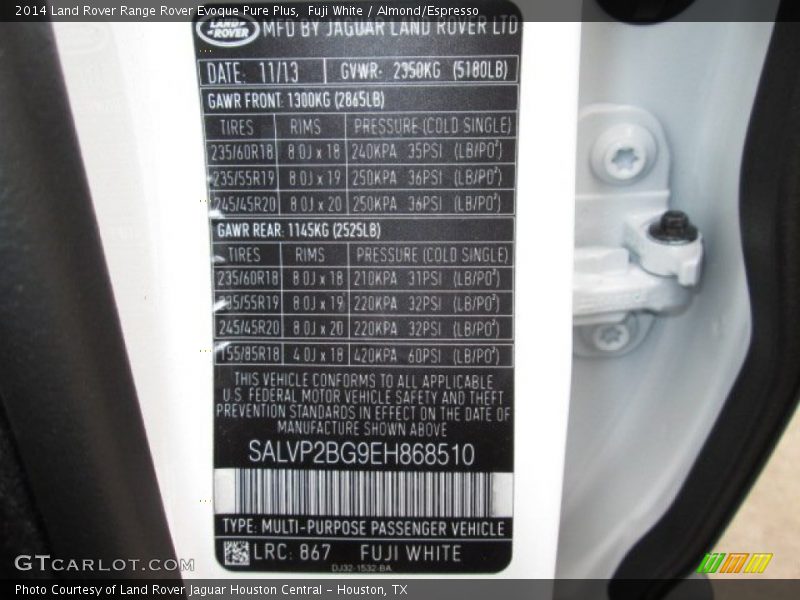 2014 Land Rover Range Rover Evoque Pure Plus,  Fuji White / Almond/Espresso
LAND ROVER MFD BY JAGUAR LAND ROVER LTD
DATE: 11/13 GVWR: 2350KG (5180LB)
GAWR FRONT: 1300KG (2865LB)
TIRES RIMS PRESSURE (COLD SINGLE)
235/60R18 8.0J x 18 240KPA 35PSI (LB/PO²)
235/55R19 8.0J x 19 250KPA 36PSI (LB/PO²)
245/45R20 8.0J x 20 250KPA 36PSI (LB/PO²)
GAWR REAR: 1145KG (2525LB)
TIRES RIMS PRESSURE (COLD SINGLE)
235/60R18 8.0J x 18 210KPA 31PSI (LB/PO²)
235/55R19 8.0J x 19 220KPA 32PSI (LB/PO²)
245/45R20 8.0J x 20 220KPA 32PSI (LB/PO²)
155/85R18 4.0J x 18 420KPA 60PSI (LB/PO²)
THIS VEHICLE CONFORMS TO ALL APPLICABLE
U.S. FEDERAL MOTOR VEHICLE SAFETY AND THEFT
PREVENTION STANDARDS IN EFFECT ON THE DATE OF
MANUFACTURE SHOWN ABOVE
SALVP2BG9EH868510
TYPE: MULTI-PURPOSE PASSENGER VEHICLE
LRC: 867 FUJI WHITE
DJ32-1532-BA
GTCARLOT.COM
Photo Courtesy of Land Rover Jaguar Houston Central - Houston, TX